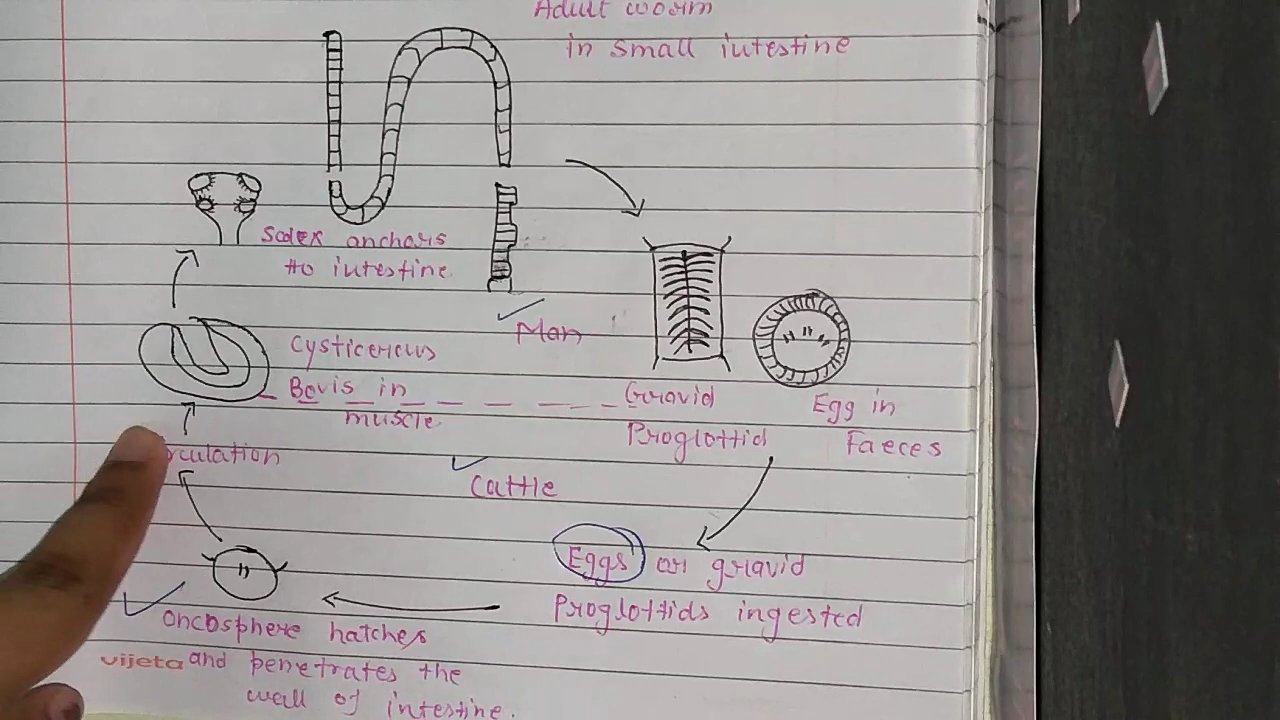 Adult worm
in small intestine
Scolex anchors
to intestine
Man
Cysticercus
Bovis in
muscle
Gravid
Proglottid
Egg in
Faeces
rculation
Cattle
Eggs or gravid
Proglottids ingested
Oncosphere hatches
and penetrates the
wall of intestine.
vijeta